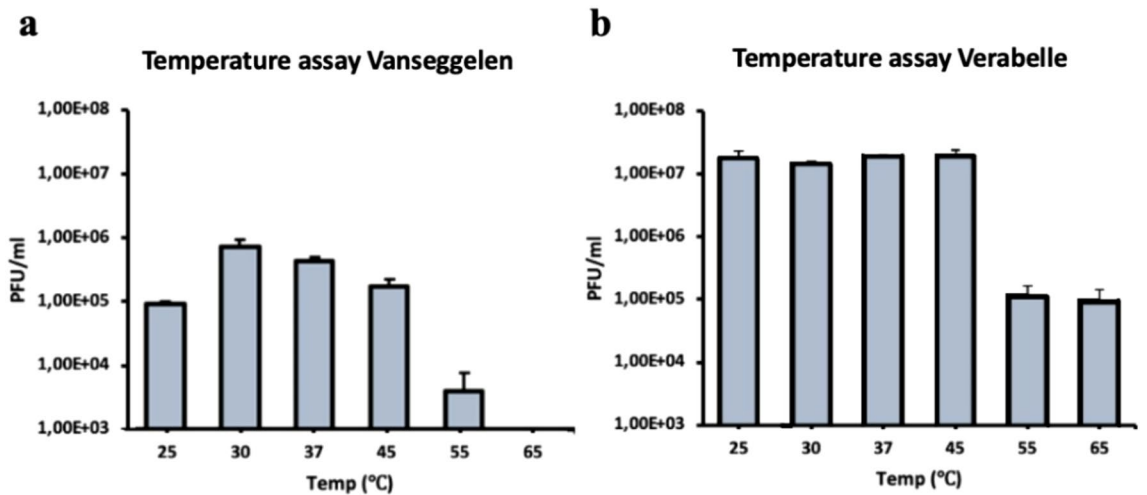 a
Temperature assay Vanseggelen
1,00E+08
1,00E+07
1,00E+06
1,00E+05
1,00E+04
1,00E+03
PFU/ml
25 30 37 45 55 65
Temp (°C)
b
Temperature assay Verabelle
1,00E+08
1,00E+07
1,00E+06
1,00E+05
1,00E+04
1,00E+03
PFU/ml
25 30 37 45 55 65
Temp (°C)